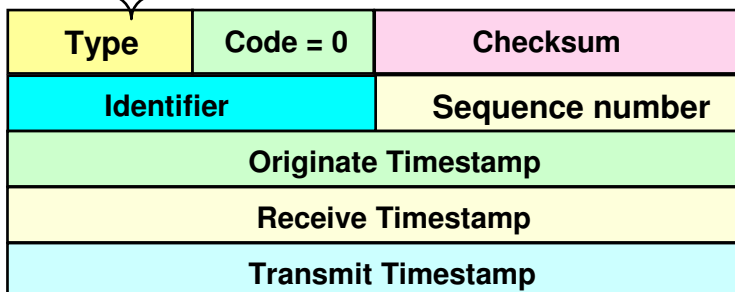 Type Code = 0 Checksum
Identifier Sequence number
Originate Timestamp
Receive Timestamp
Transmit Timestamp